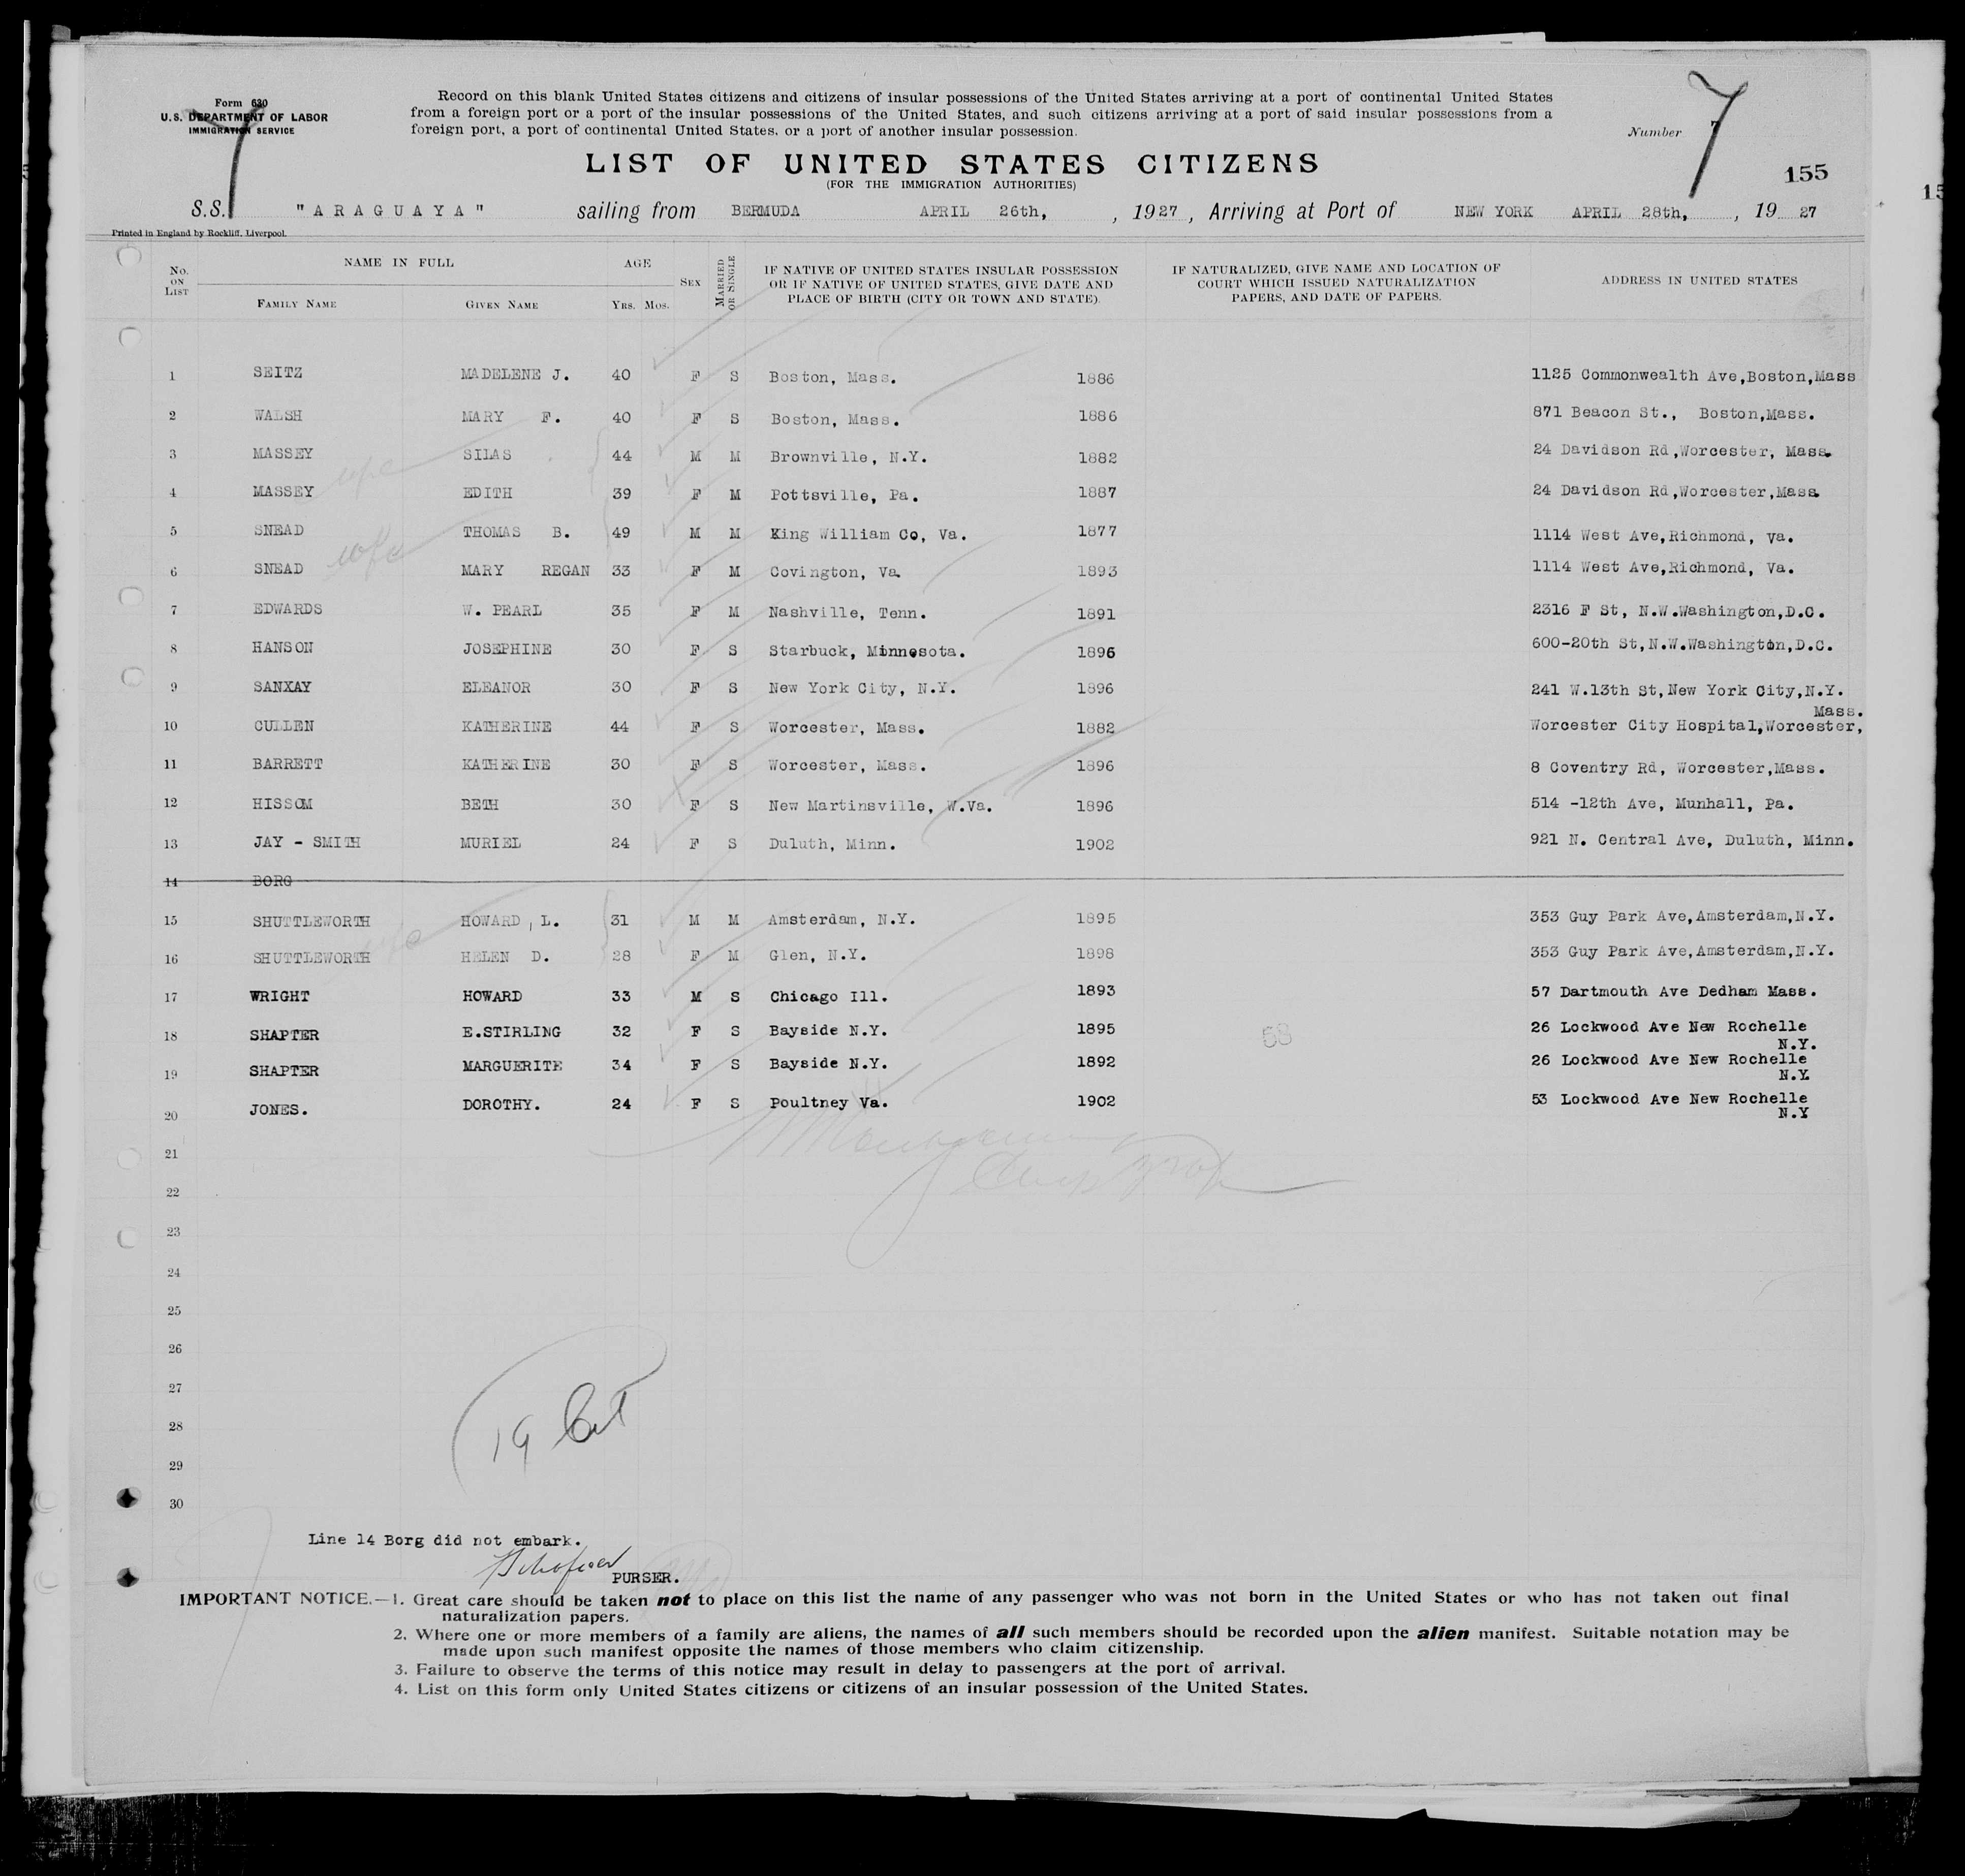 Form 630
U.S. DEPARTMENT OF LABOR
IMMIGRATION SERVICE
7
Record on this blank United States citizens and citizens of insular possessions of the United States arriving at a port of continental United States
from a foreign port or a port of the insular possessions of the United States, and such citizens arriving at a port of said insular possessions from a
foreign port, a port of continental United States, or a port of another insular possession.
Number 7
7
155
LIST OF UNITED STATES CITIZENS
(FOR THE IMMIGRATION AUTHORITIES)
S.S. "ARAGUAYA" sailing from BERMUDA APRIL 26th, , 1927, Arriving at Port of NEW YORK APRIL 28th, , 19 27
Printed in England by Rockliff, Liverpool.
No. ON LIST NAME IN FULL AGE SEX MARRIED OR SINGLE IF NATIVE OF UNITED STATES INSULAR POSSESSION OR IF NATIVE OF UNITED STATES, GIVE DATE AND PLACE OF BIRTH (CITY OR TOWN AND STATE). IF NATURALIZED, GIVE NAME AND LOCATION OF COURT WHICH ISSUED NATURALIZATION PAPERS, AND DATE OF PAPERS. ADDRESS IN UNITED STATES
FAMILY NAME GIVEN NAME YRS. MOS.
1 SEITZ MADELENE J. 40 F S Boston, Mass. 1886 1125 Commonwealth Ave,Boston,Mass
2 WALSH MARY F. 40 F S Boston, Mass. 1886 871 Beacon St., Boston,Mass.
3 MASSEY SILAS 44 M M Brownville, N.Y. 1882 24 Davidson Rd,Worcester, Mass.
4 MASSEY wfe EDITH 39 F M Pottsville, Pa. 1887 24 Davidson Rd,Worcester,Mass
5 SNEAD THOMAS B. 49 M M King William Co, Va. 1877 1114 West Ave,Richmond, Va.
6 SNEAD wfe MARY REGAN 33 F M Covington, Va. 1893 1114 West Ave,Richmond, Va.
7 EDWARDS W. PEARL 35 F M Nashville, Tenn. 1891 2316 F St, N.W.Washington,D.C.
8 HANSON JOSEPHINE 30 F S Starbuck, Minnesota. 1896 600-20th St,N.W.Washington,D.C.
9 SANXAY ELEANOR 30 F S New York City, N.Y. 1896 241 W.13th St,New York City,N.Y.
Mass.
10 CULLEN KATHERINE 44 F S Worcester, Mass. 1882 Worcester City Hospital,Worcester,
11 BARRETT KATHERINE 30 F S Worcester, Mass. 1896 8 Coventry Rd, Worcester,Mass.
12 HISSOM BETH 30 F S New Martinsville, W.Va. 1896 514 -12th Ave, Munhall, Pa.
13 JAY - SMITH MURIEL 24 F S Duluth, Minn. 1902 921 N. Central Ave, Duluth, Minn.
14 BORG
15 SHUTTLEWORTH HOWARD, L. 31 M M Amsterdam, N.Y. 1895 353 Guy Park Ave,Amsterdam,N.Y.
16 SHUTTLEWORTH wfe HELEN D. 28 F M Glen, N.Y. 1898 353 Guy Park Ave,Amsterdam,N.Y.
17 WRIGHT HOWARD 33 M S Chicago Ill. 1893 57 Dartmouth Ave Dedham Mass.
18 SHAPTER E.STIRLING 32 F S Bayside N.Y. 1895 68 26 Lockwood Ave New Rochelle
N.Y.
19 SHAPTER MARGUERITE 34 F S Bayside N.Y. 1892 26 Lockwood Ave New Rochelle
N.Y.
20 JONES. DOROTHY. 24 F S Poultney Va. 1902 53 Lockwood Ave New Rochelle
N.Y
21
22
23
24
25
26
27
28
29
30
19 Cit
Line 14 Borg did not embark.
PURSER.
IMPORTANT NOTICE.—1. Great care should be taken not to place on this list the name of any passenger who was not born in the United States or who has not taken out final
naturalization papers.
2. Where one or more members of a family are aliens, the names of all such members should be recorded upon the alien manifest. Suitable notation may be
made upon such manifest opposite the names of those members who claim citizenship.
3. Failure to observe the terms of this notice may result in delay to passengers at the port of arrival.
4. List on this form only United States citizens or citizens of an insular possession of the United States.